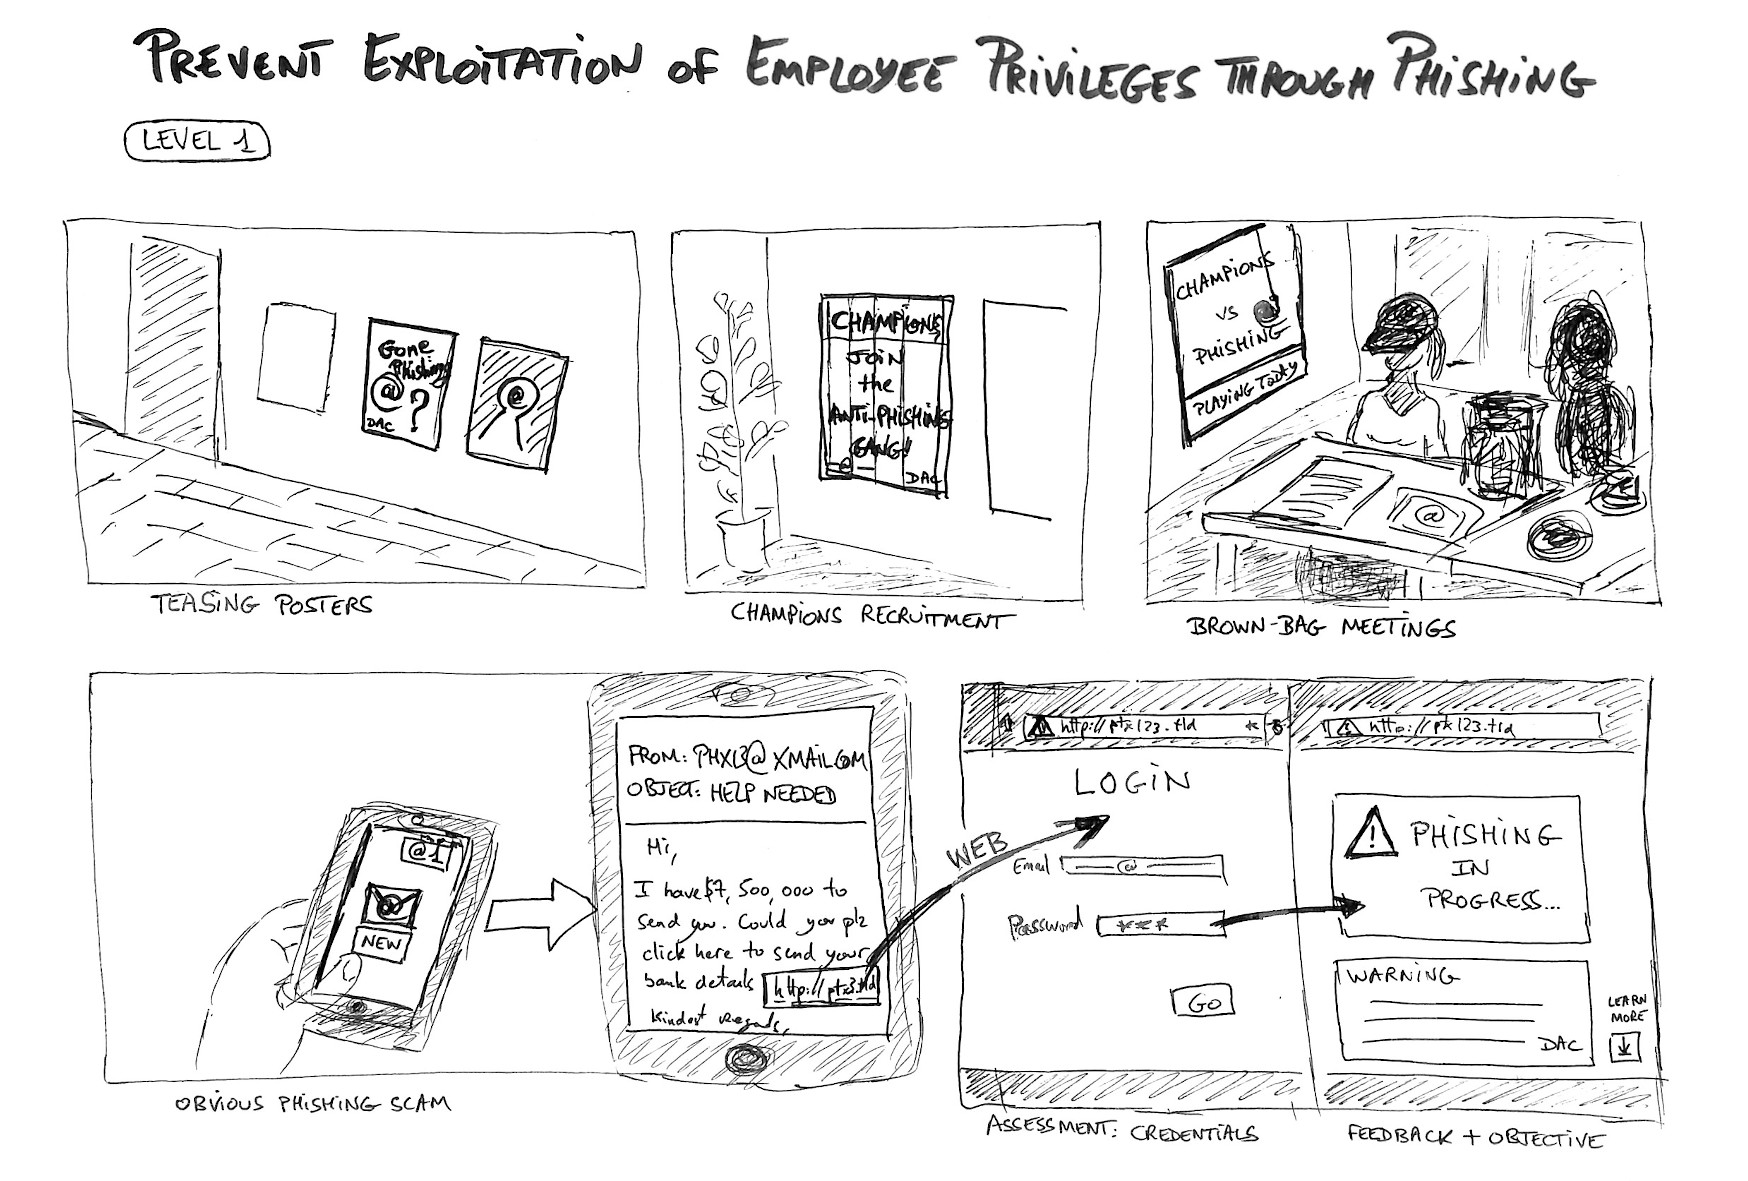 PREVENT EXPLOITATION OF EMPLOYEE PRIVILEGES THROUGH PHISHING
LEVEL 1
Gone
Phishing
@ ?
DAC
@
TEASING POSTERS
CHAMPIONS
JOIN
the
ANTI-PHISHING
GANG!
@
DAC
CHAMPIONS RECRUITMENT
CHAMPIONS
VS
PHISHING
PLAYING TODAY
@
BROWN-BAG MEETINGS
@1
@
NEW
OBVIOUS PHISHING SCAM
FROM: PHXL3@XMAIL.COM
OBJECT: HELP NEEDED
Hi,
I have $7,500,000 to
send you. Could you plz
click here to send your
bank details http://ptx3.tld
Kindest Regards,
WEB
http://ptx123.tld
LOGIN
Email @
Password ***
GO
ASSESSMENT: CREDENTIALS
http://ptx123.tld
! PHISHING
IN
PROGRESS...
WARNING
DAC
LEARN
MORE
FEEDBACK + OBJECTIVE